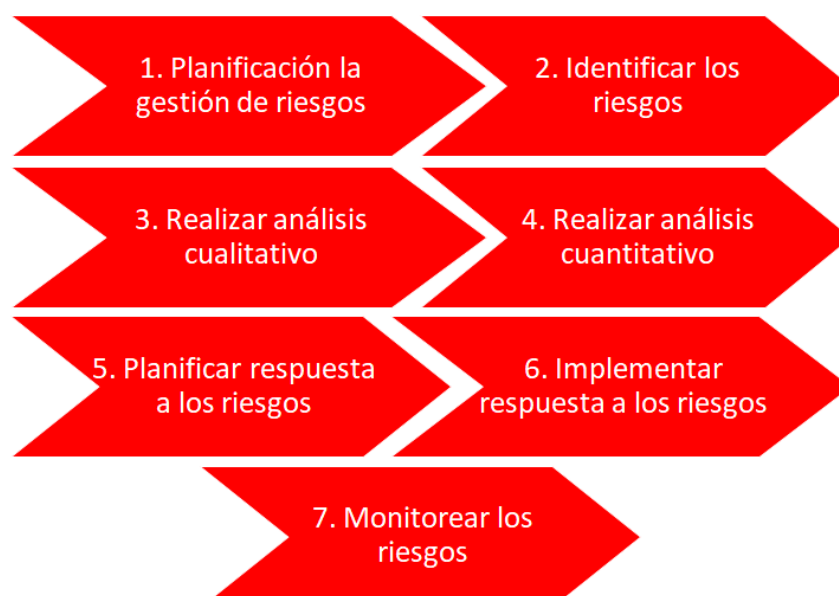 1. Planificación la
gestión de riesgos
2. Identificar los
riesgos
3. Realizar análisis
cualitativo
4. Realizar análisis
cuantitativo
5. Planificar respuesta
a los riesgos
6. Implementar
respuesta a los riesgos
7. Monitorear los
riesgos